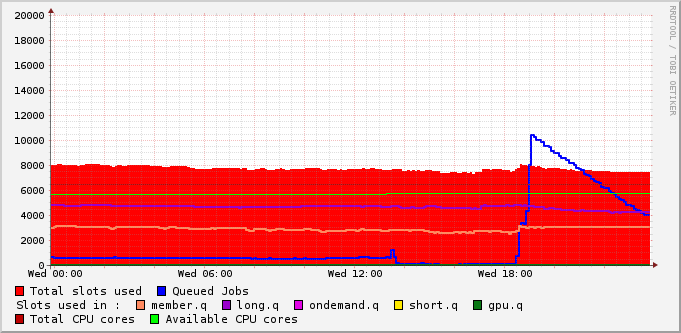 20000
18000
16000
14000
12000
10000
8000
6000
4000
2000
0
Wed 00:00 Wed 06:00 Wed 12:00 Wed 18:00
RRDTOOL / TOBI OETIKER
Total slots used Queued Jobs
Slots used in : member.q long.q ondemand.q short.q gpu.q
Total CPU cores Available CPU cores